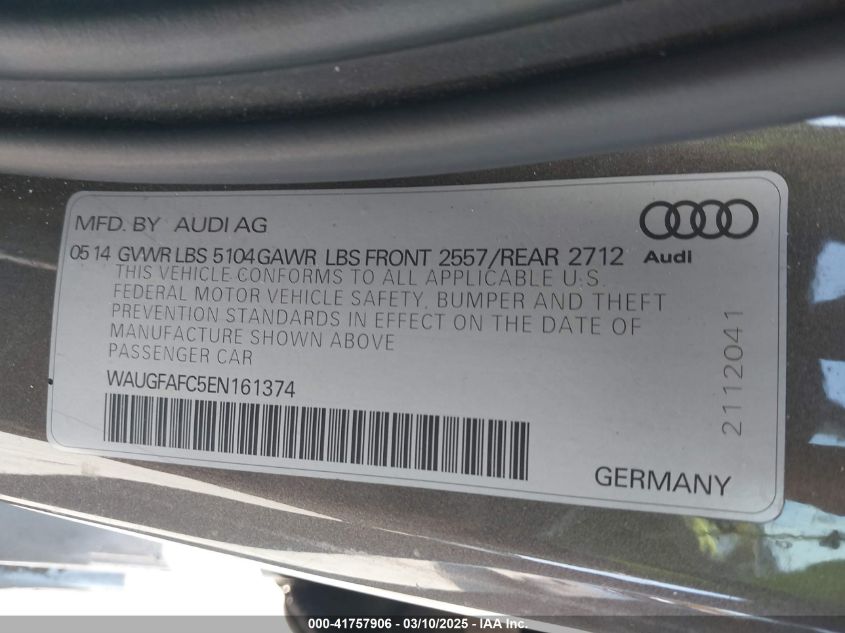 MFD. BY AUDI AG
0514 GVWR LBS 5104 GAWR LBS FRONT 2557/REAR 2712
Audi
THIS VEHICLE CONFORMS TO ALL APPLICABLE U.S.
FEDERAL MOTOR VEHICLE SAFETY, BUMPER AND THEFT
PREVENTION STANDARDS IN EFFECT ON THE DATE OF
MANUFACTURE SHOWN ABOVE
PASSENGER CAR
WAUGFAFC5EN161374
2112041
GERMANY
000-41757906 - 03/10/2025 - IAA Inc.